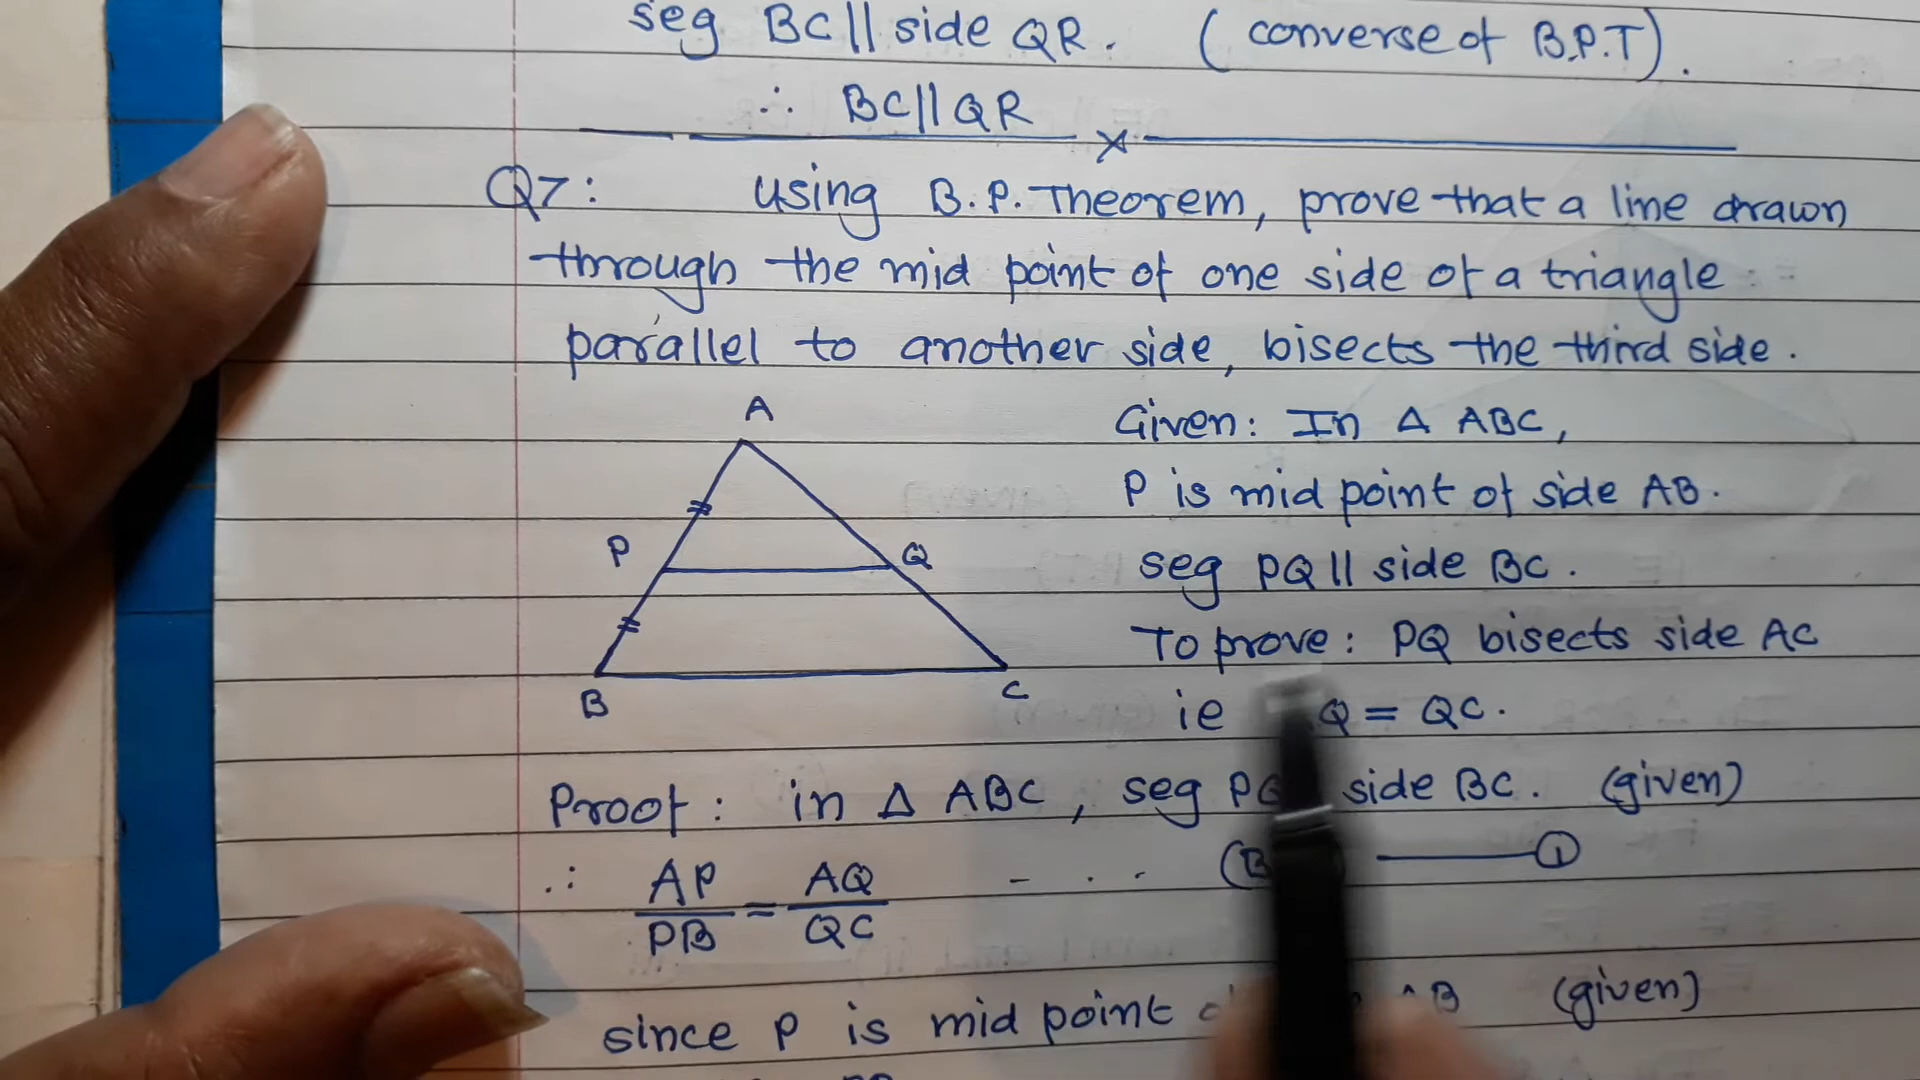 seg BC || side QR. (converse of B.P.T).
∴ BC || QR
Q7: using B.P. Theorem, prove that a line drawn
through the mid point of one side of a triangle
parallel to another side, bisects the third side.
A
P
Q
B
C
Given: In △ ABC,
P is mid point of side AB.
seg PQ || side BC.
To prove: PQ bisects side AC
ie Q = QC.
Proof: in △ ABC, seg PQ side BC. (given)
∴ AP/PB = AQ/QC - . . (B ——— ①
since P is mid point B (given)